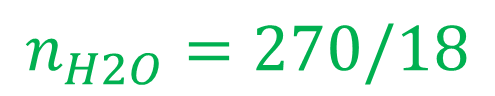 n_{H2O} = 270/18